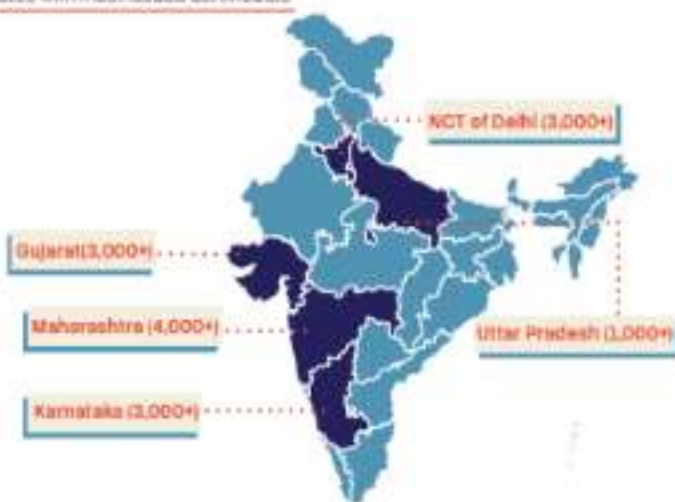 NCT of Delhi (3,000+)
Gujarat(3,000+)
Maharashtra (4,000+)
Uttar Pradesh (1,000+)
Karnataka (3,000+)